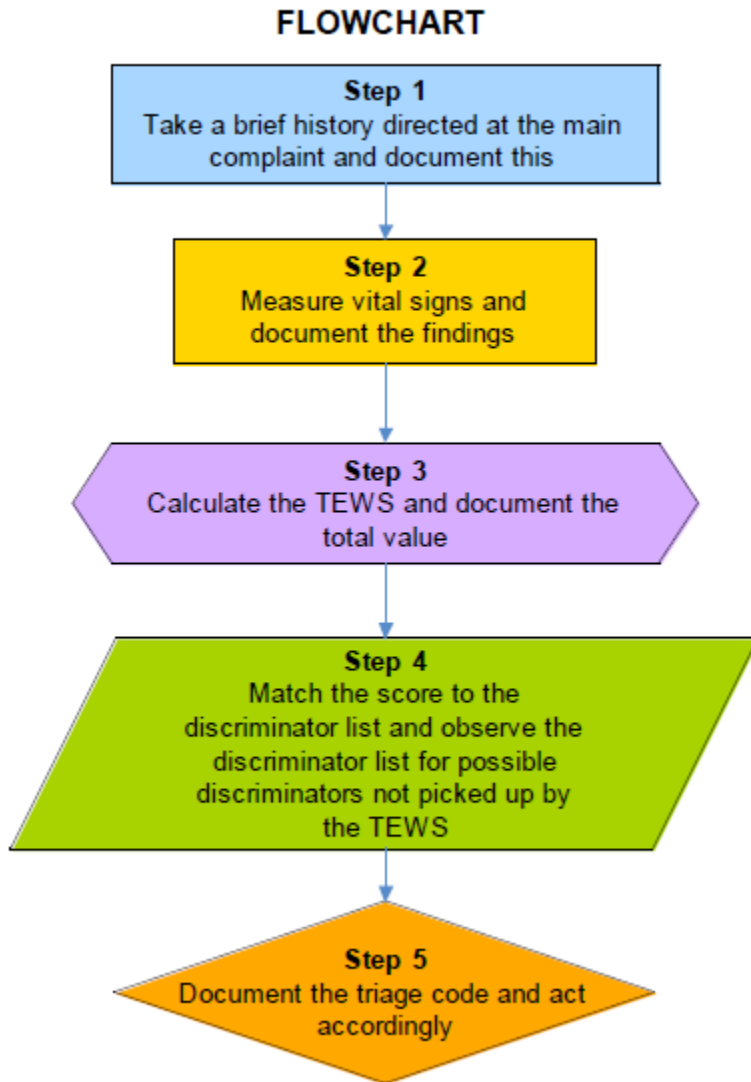 FLOWCHART
Step 1
Take a brief history directed at the main
complaint and document this
Step 2
Measure vital signs and
document the findings
Step 3
Calculate the TEWS and document the
total value
Step 4
Match the score to the
discriminator list and observe the
discriminator list for possible
discriminators not picked up by
the TEWS
Step 5
Document the triage code and act
accordingly